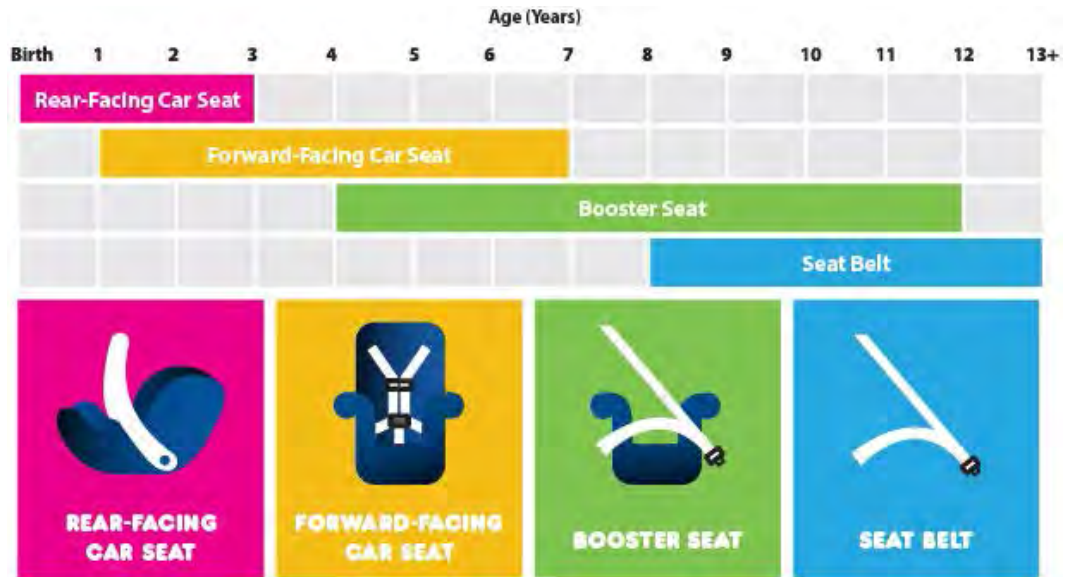 Age (Years)
Birth 1 2 3 4 5 6 7 8 9 10 11 12 13+
Rear-Facing Car Seat
Forward-Facing Car Seat
Booster Seat
Seat Belt
REAR-FACING
CAR SEAT
FORWARD-FACING
CAR SEAT
BOOSTER SEAT
SEAT BELT